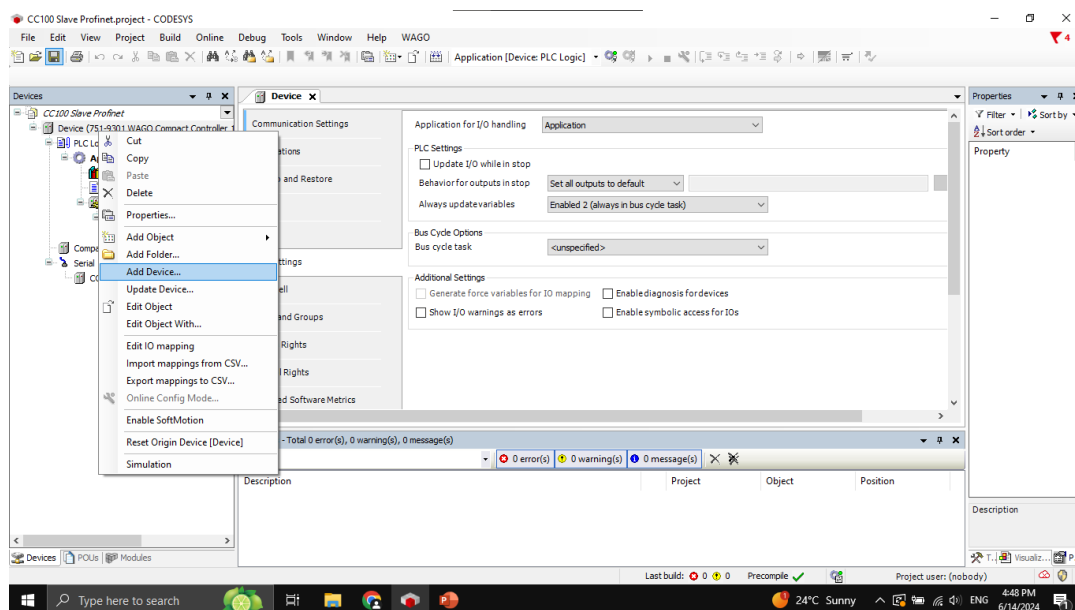 CC100 Slave Profinet.project - CODESYS
File Edit View Project Build Online Debug Tools Window Help WAGO
4
Application [Device: PLC Logic]
Devices
Device
Properties
CC100 Slave Profinet
Device (751-9301 WAGO Compact Controller 1
PLC Lo
Cut
Copy
Paste
Delete
Properties...
Add Object
Add Folder...
Add Device...
Update Device...
Edit Object
Edit Object With...
Edit IO mapping
Import mappings from CSV...
Export mappings to CSV...
Online Config Mode...
Enable SoftMotion
Reset Origin Device [Device]
Simulation
Compa
Serial
Communication Settings
ations
and Restore
ttings
ell
and Groups
Rights
Rights
ed Software Metrics
Application for I/O handling Application
PLC Settings
Update I/O while in stop
Behavior for outputs in stop Set all outputs to default
Always update variables Enabled 2 (always in bus cycle task)
Bus Cycle Options
Bus cycle task <unspecified>
Additional Settings
Generate force variables for IO mapping Enable diagnosis for devices
Show I/O warnings as errors Enable symbolic access for IOs
Filter Sort by
Sort order
Property
Description
- Total 0 error(s), 0 warning(s), 0 message(s)
0 error(s) 0 warning(s) 0 message(s)
Description Project Object Position
Devices POUs Modules
T.. Visualiz... P
Last build: 0 0 Precompile Project user: (nobody)
Type here to search
24°C Sunny ENG
4:48 PM
6/14/2024